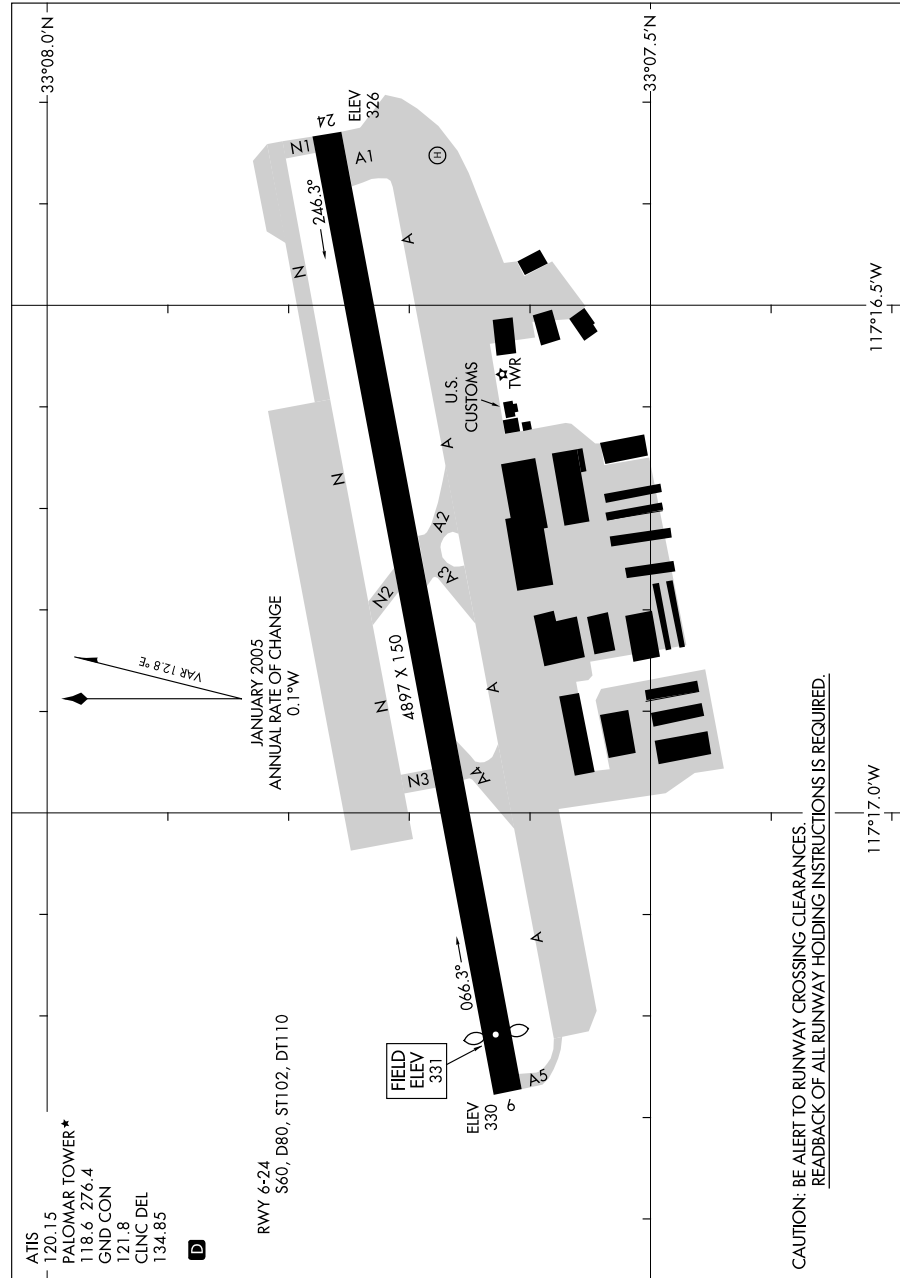 ATIS
120.15
PALOMAR TOWER★
118.6 276.4
GND CON
121.8
CLNC DEL
134.85
D
RWY 6-24
S60, D80, ST102, DT110
JANUARY 2005
ANNUAL RATE OF CHANGE
0.1°W
VAR 12.8°E
33°08.0'N
33°07.5'N
117°16.5'W
117°17.0'W
FIELD
ELEV
331
ELEV
330
6
066.3°
A5
A
N3
A4
N
4897 X 150
A
N2
A3
A2
N
A
U.S.
CUSTOMS
TWR
N
246.3°
A
N1
A1
24
ELEV
326
H
CAUTION: BE ALERT TO RUNWAY CROSSING CLEARANCES.
READBACK OF ALL RUNWAY HOLDING INSTRUCTIONS IS REQUIRED.